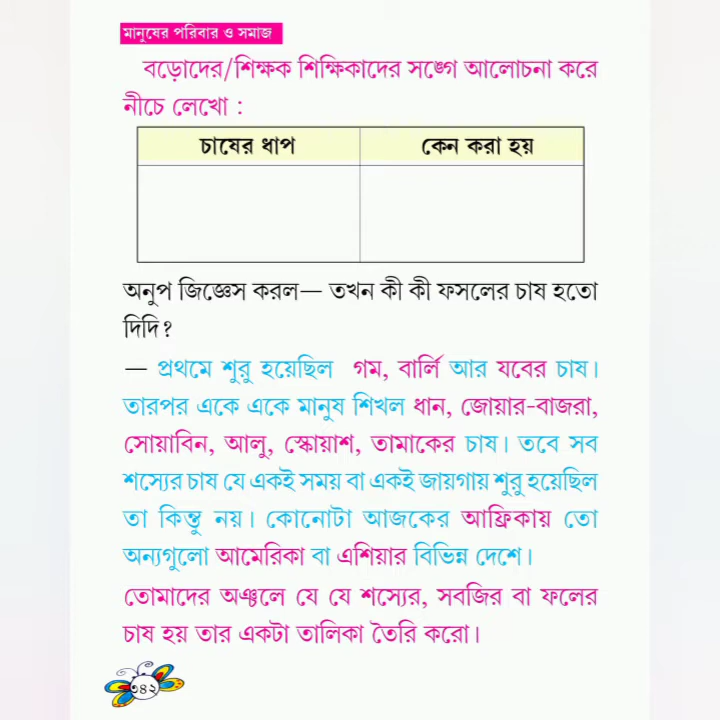 মানুষের পরিবার ও সমাজ
বড়োদের/শিক্ষক শিক্ষিকাদের সঙ্গে আলোচনা করে
নীচে লেখো :
চাষের ধাপ
কেন করা হয়
অনুপ জিজ্ঞেস করল— তখন কী কী ফসলের চাষ হতো
দিদি?
— প্রথমে শুরু হয়েছিল গম, বার্লি আর যবের চাষ।
তারপর একে একে মানুষ শিখল ধান, জোয়ার-বাজরা,
সোয়াবিন, আলু, স্কোয়াশ, তামাকের চাষ। তবে সব
শস্যের চাষ যে একই সময় বা একই জায়গায় শুরু হয়েছিল
তা কিন্তু নয়। কোনোটা আজকের আফ্রিকায় তো
অন্যগুলো আমেরিকা বা এশিয়ার বিভিন্ন দেশে।
তোমাদের অঞ্চলে যে যে শস্যের, সবজির বা ফলের
চাষ হয় তার একটা তালিকা তৈরি করো।
৩৪২